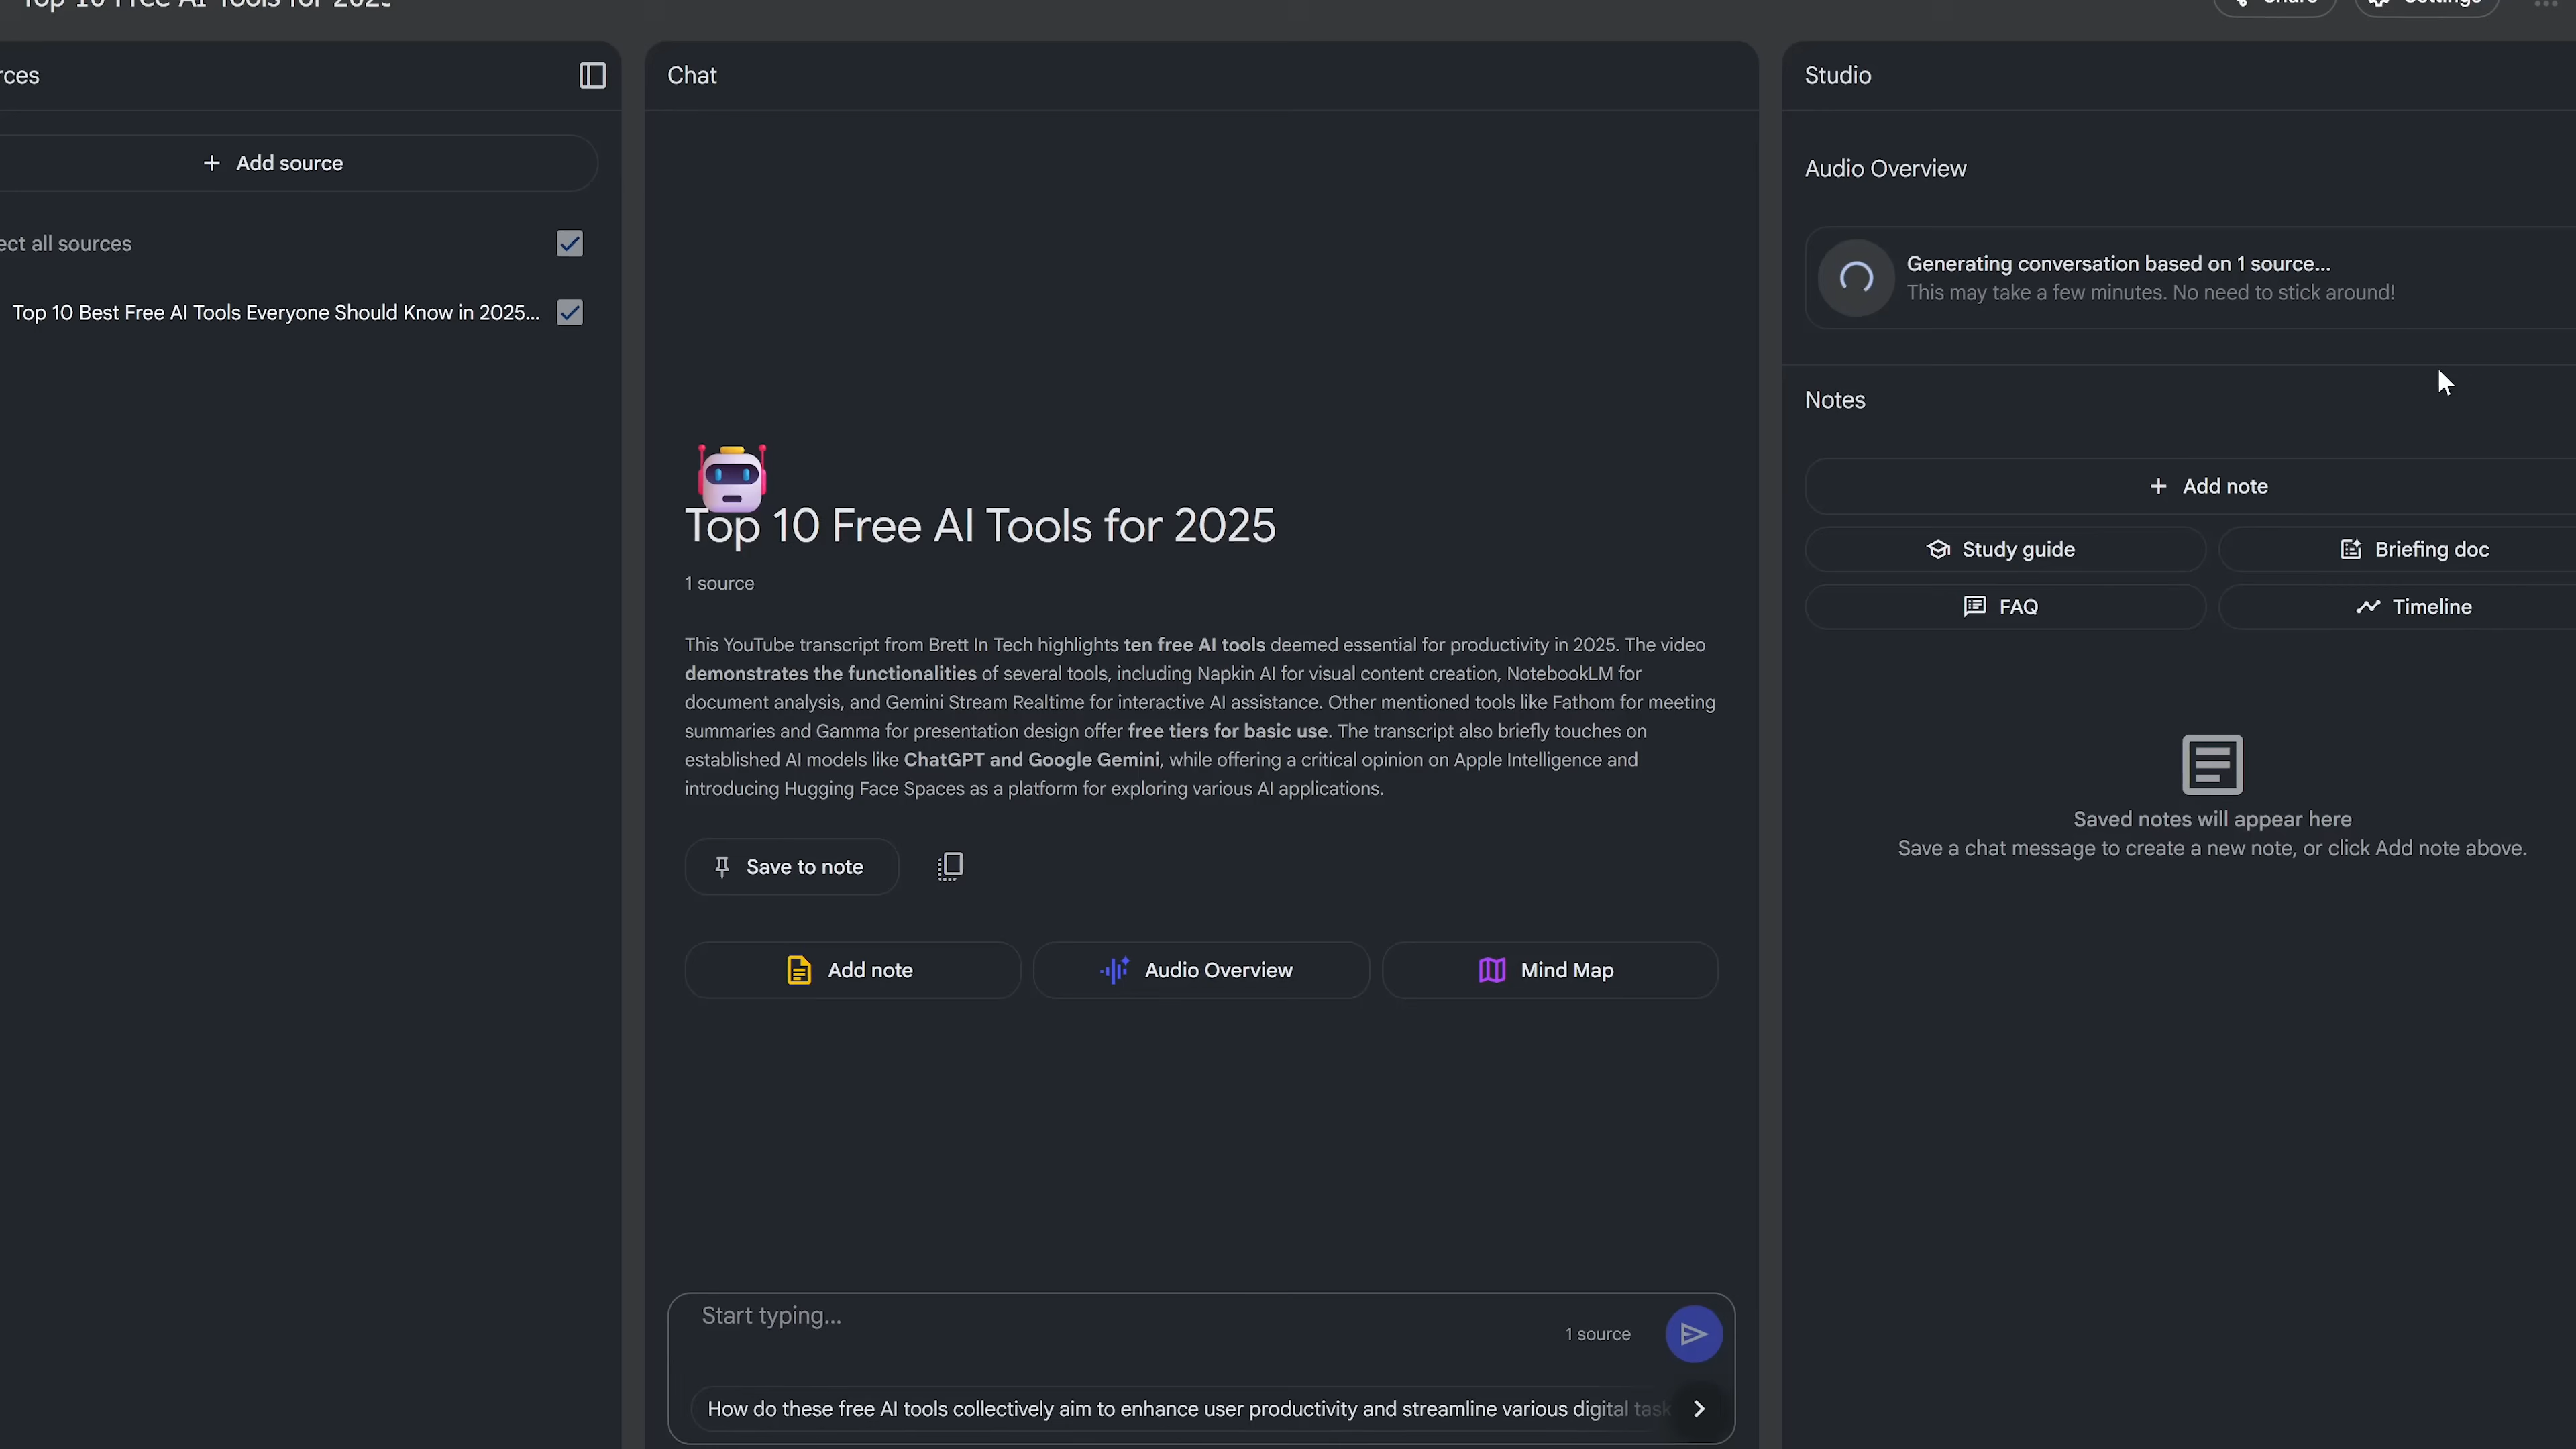 Top 10 Free AI Tools for 2025
Share
Settings
rces
Add source
ect all sources
Top 10 Best Free AI Tools Everyone Should Know in 2025...
Chat
Top 10 Free AI Tools for 2025
1 source
This YouTube transcript from Brett In Tech highlights ten free AI tools deemed essential for productivity in 2025. The video
demonstrates the functionalities of several tools, including Napkin AI for visual content creation, NotebookLM for
document analysis, and Gemini Stream Realtime for interactive AI assistance. Other mentioned tools like Fathom for meeting
summaries and Gamma for presentation design offer free tiers for basic use. The transcript also briefly touches on
established AI models like ChatGPT and Google Gemini, while offering a critical opinion on Apple Intelligence and
introducing Hugging Face Spaces as a platform for exploring various AI applications.
Save to note
Add note
Audio Overview
Mind Map
Start typing...
1 source
How do these free AI tools collectively aim to enhance user productivity and streamline various digital task
Studio
Audio Overview
Generating conversation based on 1 source...
This may take a few minutes. No need to stick around!
Notes
Add note
Study guide
Briefing doc
FAQ
Timeline
Saved notes will appear here
Save a chat message to create a new note, or click Add note above.